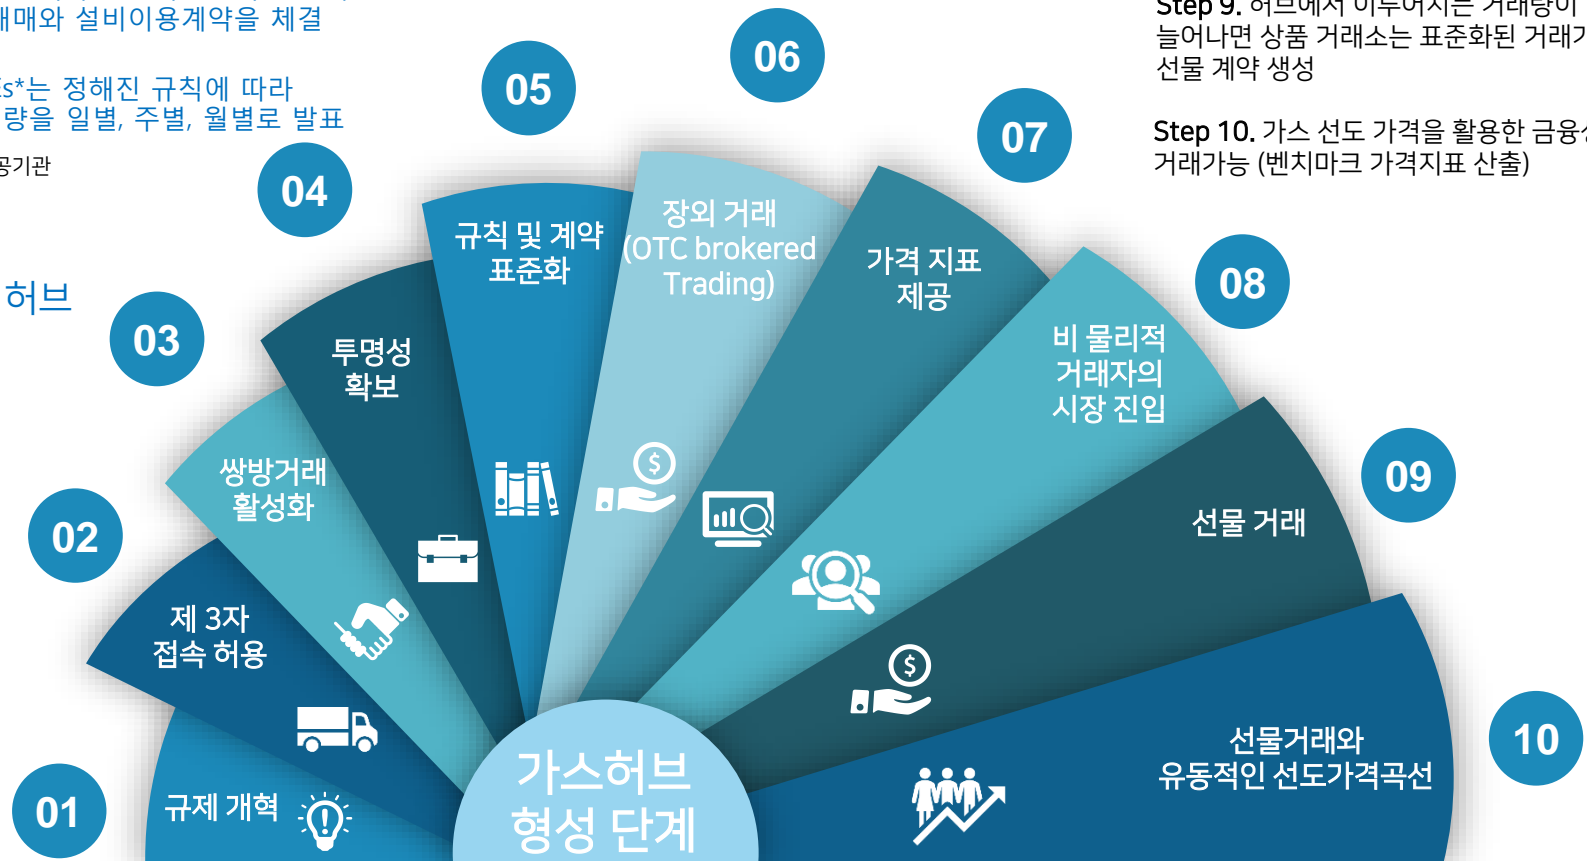 매매와 설비이용계약을 체결
Es*는 정해진 규칙에 따라
량을 일별, 주별, 월별로 발표
공기관
허브
Step 9. 허브에서 이루어지는 거래량이
늘어나면 상품 거래소는 표준화된 거래가
선물 계약 생성
Step 10. 가스 선도 가격을 활용한 금융상
거래가능 (벤치마크 가격지표 산출)
01
규제 개혁
02
제 3자
접속 허용
03
쌍방거래
활성화
04
투명성
확보
05
규칙 및 계약
표준화
06
장외 거래
(OTC brokered
Trading)
07
가격 지표
제공
08
비 물리적
거래자의
시장 진입
09
선물 거래
10
선물거래와
유동적인 선도가격곡선
가스허브
형성 단계